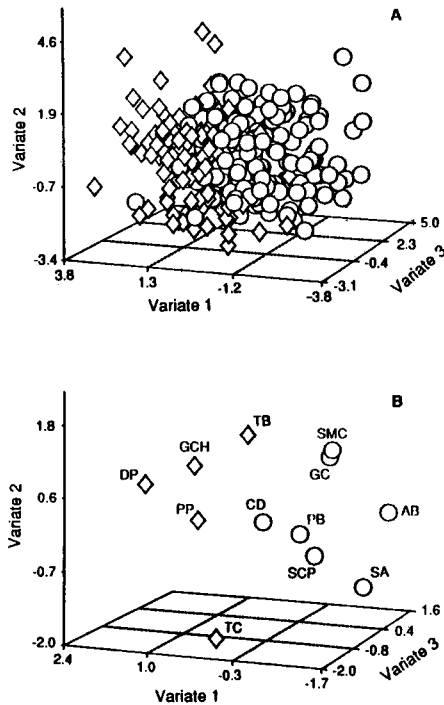 A
4.6
1.9
-0.7
-3.4
Variate 2
3.8
1.3
-1.2
-3.8
Variate 1
-3.1
-0.4
2.3
5.0
Variate 3
B
1.8
0.6
-0.7
-2.0
Variate 2
TB
SMC
GCH
GC
DP
PP
CD
PB
AB
SCP
SA
TC
2.4
1.0
-0.3
-1.7
Variate 1
-2.0
-0.8
0.4
1.6
Variate 3